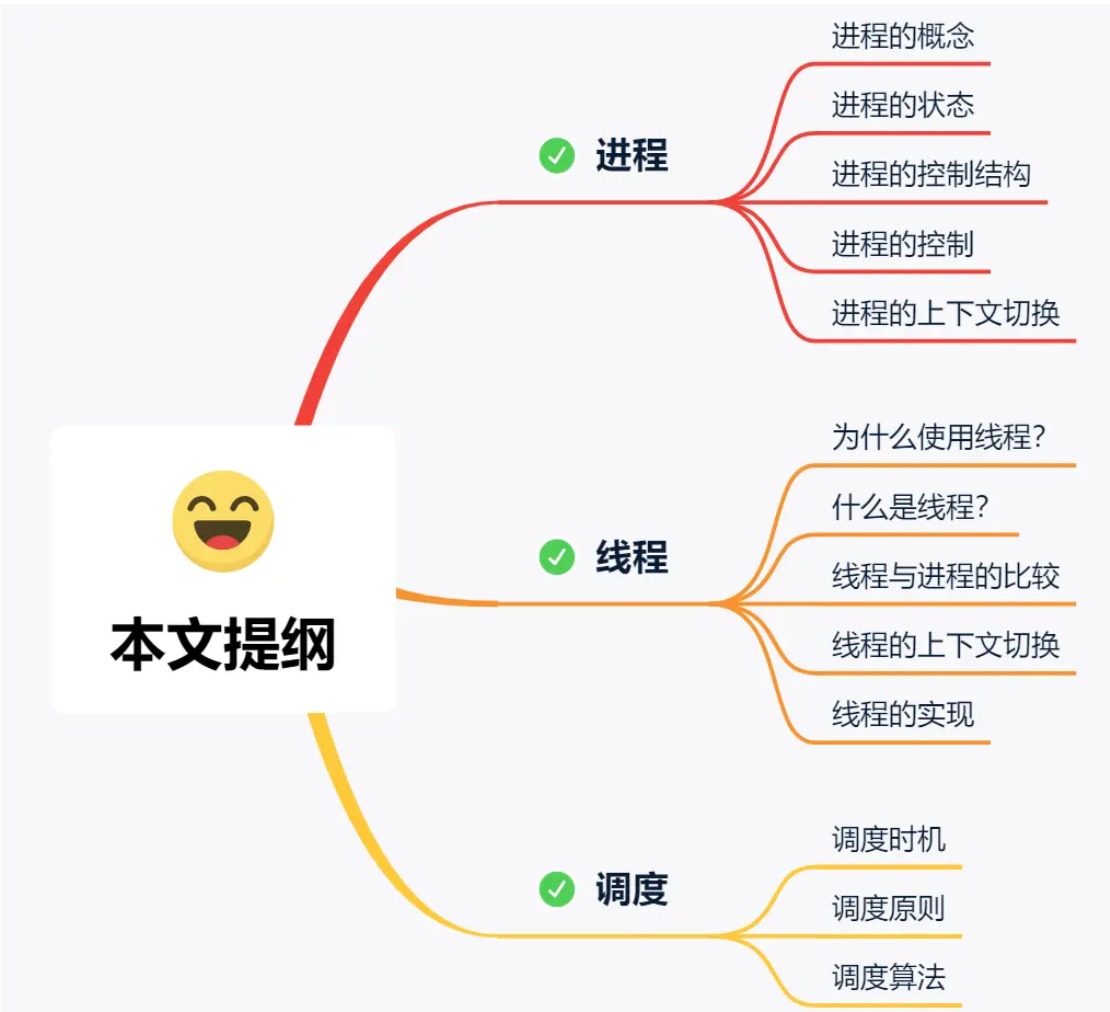 本文提纲
进程
进程的概念
进程的状态
进程的控制结构
进程的控制
进程的上下文切换
线程
为什么使用线程?
什么是线程?
线程与进程的比较
线程的上下文切换
线程的实现
调度
调度时机
调度原则
调度算法